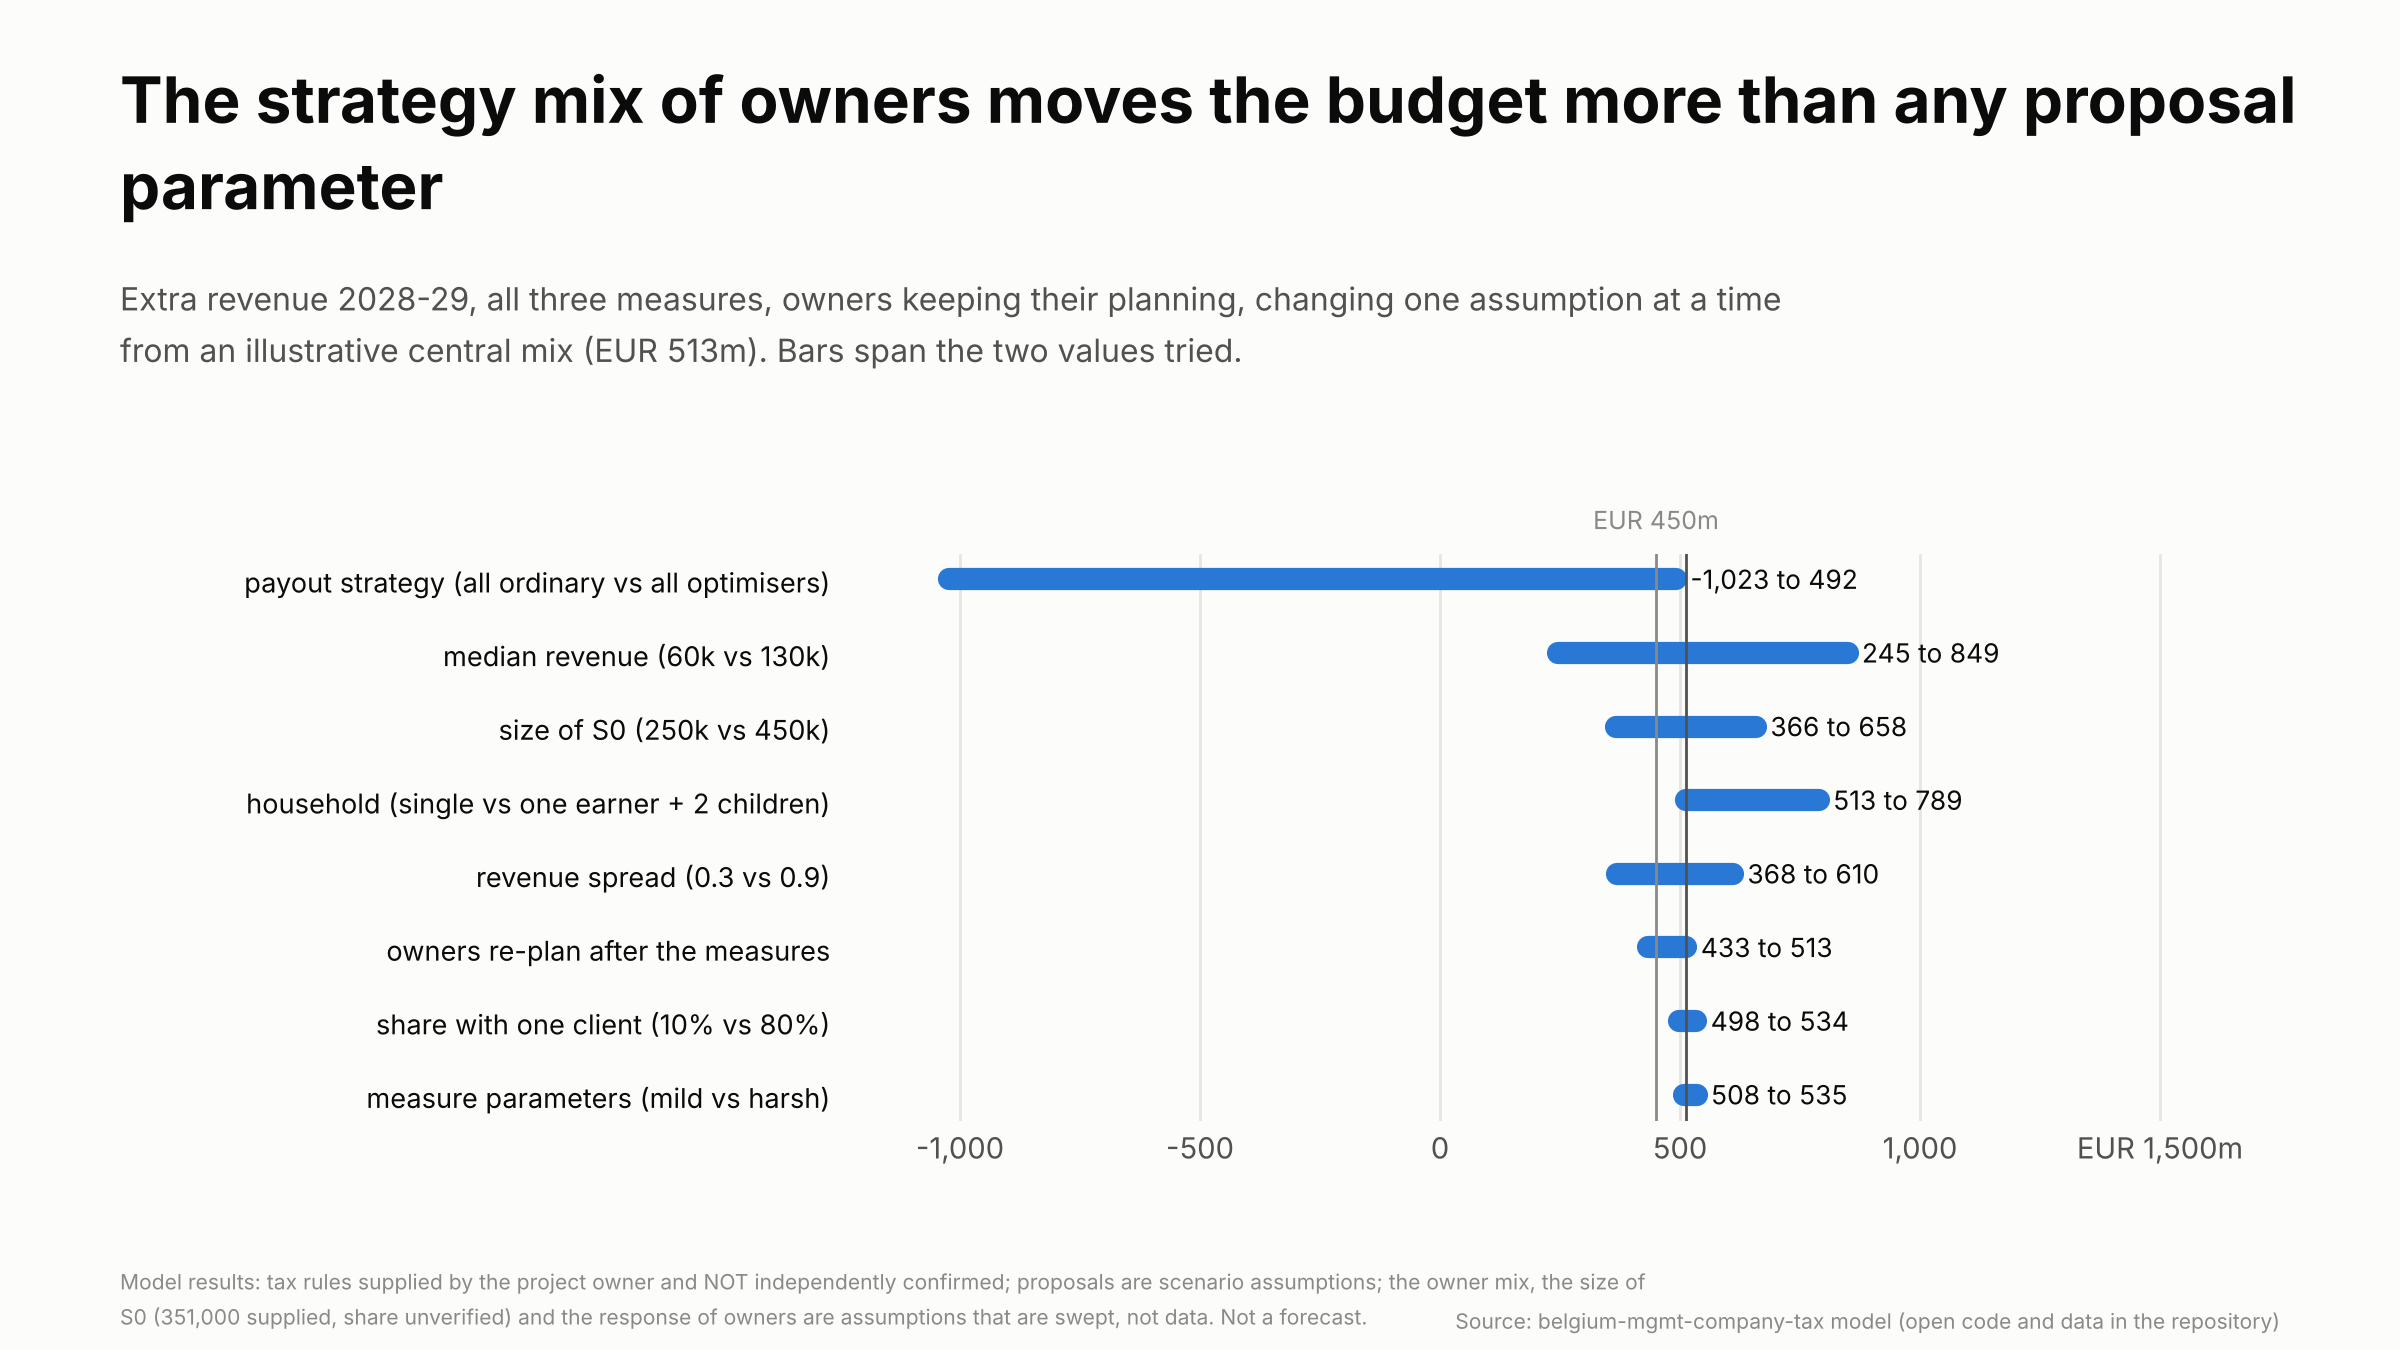 The strategy mix of owners moves the budget more than any proposal
parameter
Extra revenue 2028-29, all three measures, owners keeping their planning, changing one assumption at a time
from an illustrative central mix (EUR 513m). Bars span the two values tried.
EUR 450m
payout strategy (all ordinary vs all optimisers) -1,023 to 492
median revenue (60k vs 130k) 245 to 849
size of S0 (250k vs 450k) 366 to 658
household (single vs one earner + 2 children) 513 to 789
revenue spread (0.3 vs 0.9) 368 to 610
owners re-plan after the measures 433 to 513
share with one client (10% vs 80%) 498 to 534
measure parameters (mild vs harsh) 508 to 535
-1,000 -500 0 500 1,000 EUR 1,500m
Model results: tax rules supplied by the project owner and NOT independently confirmed; proposals are scenario assumptions; the owner mix, the size of
S0 (351,000 supplied, share unverified) and the response of owners are assumptions that are swept, not data. Not a forecast.
Source: belgium-mgmt-company-tax model (open code and data in the repository)